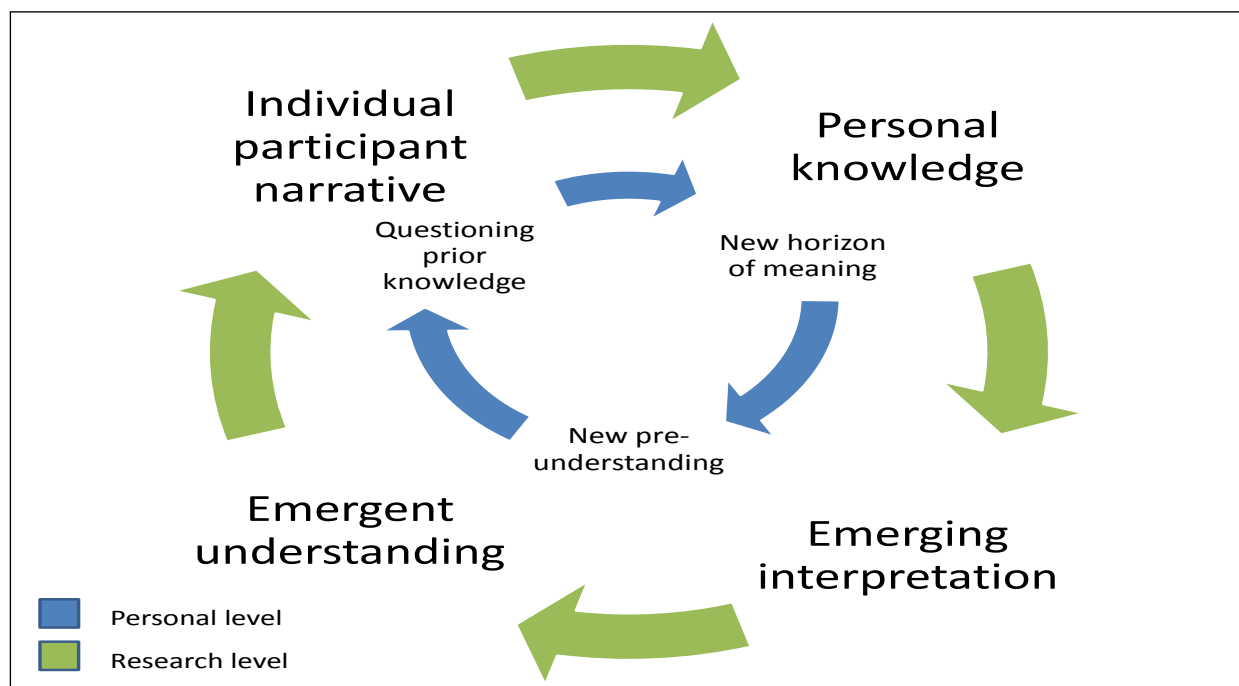 Individual
participant
narrative
Personal
knowledge
Questioning
prior
knowledge
New horizon
of meaning
New pre-
understanding
Emergent
understanding
Emerging
interpretation
Personal level
Research level